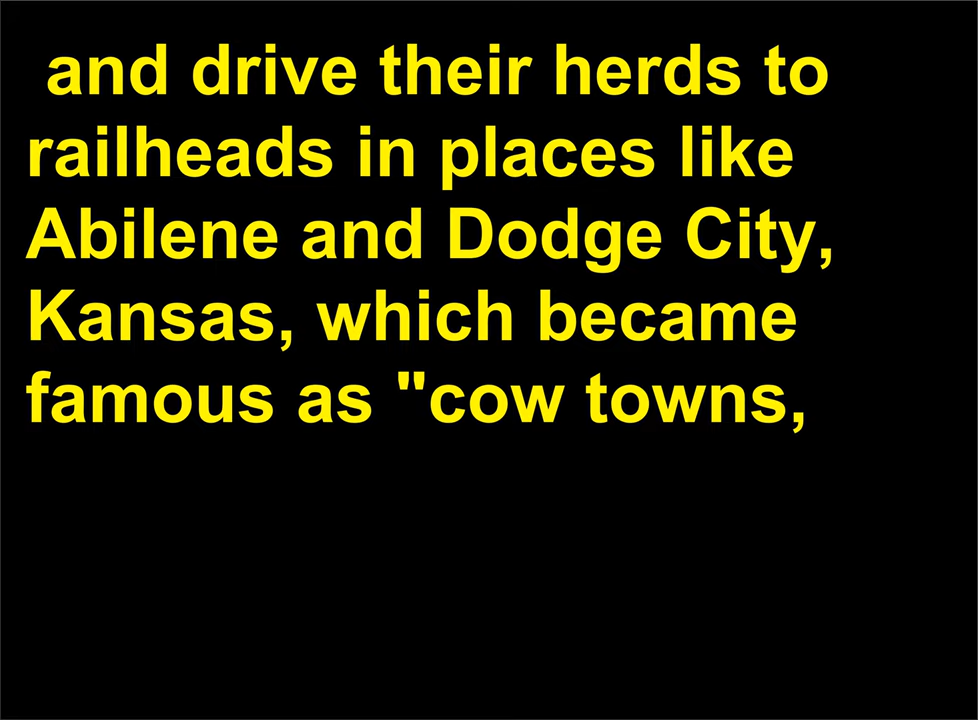 and drive their herds to
railheads in places like
Abilene and Dodge City,
Kansas, which became
famous as "cow towns,